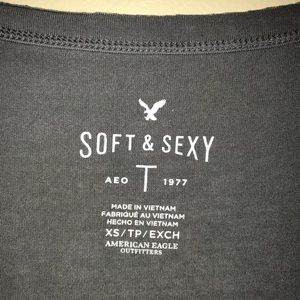 SOFT & SEXY
AEO T 1977
MADE IN VIETNAM
FABRIQUÉ AU VIETNAM
HECHO EN VIETNAM
XS/TP/EXCH
AMERICAN EAGLE
OUTFITTERS